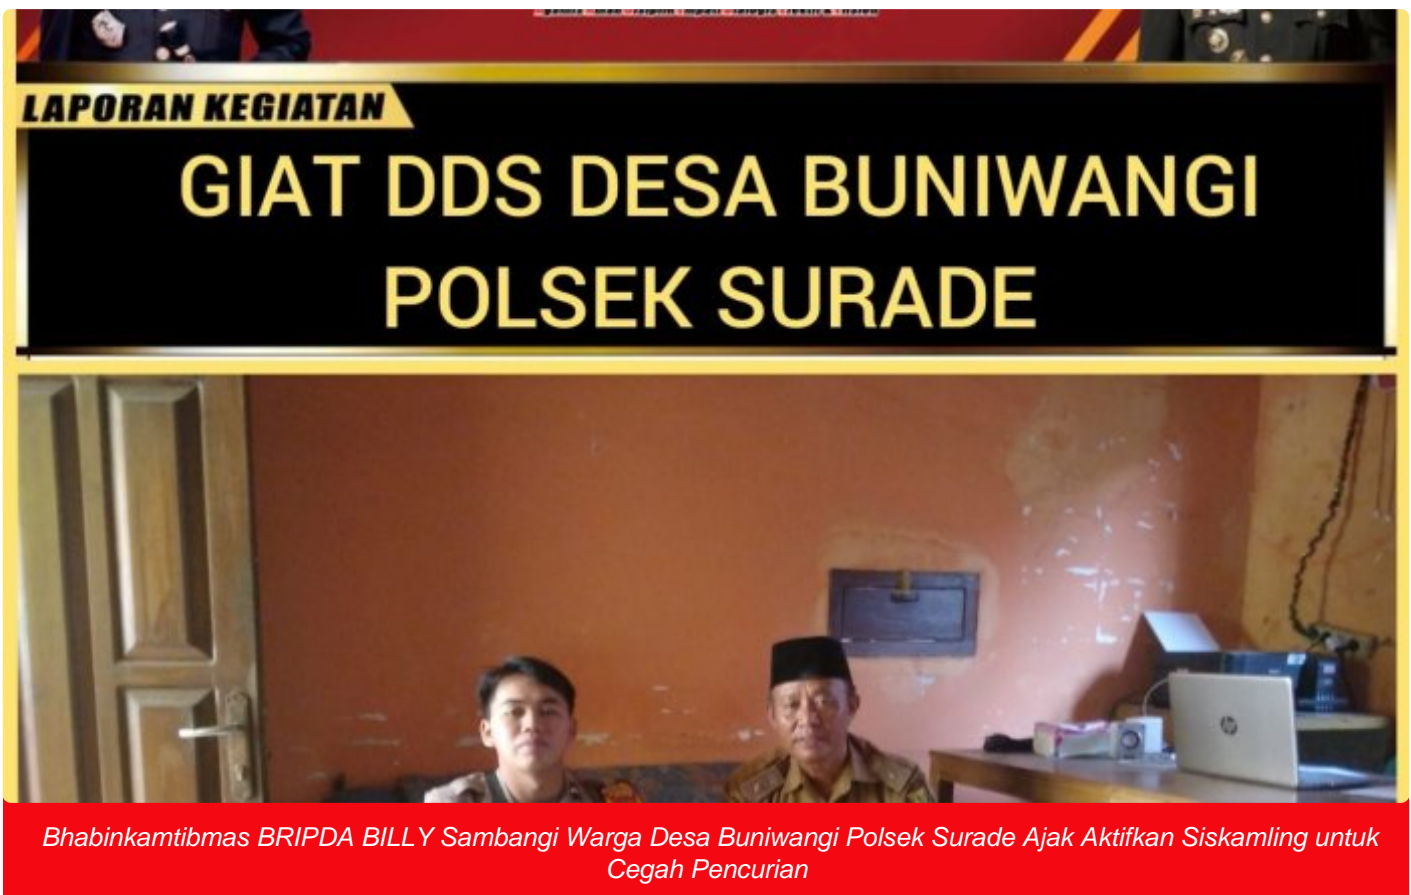 LAPORAN KEGIATAN
GIAT DDS DESA BUNIWANGI
POLSEK SURADE
hp
Bhabinkamtibmas BRIPDA BILLY Sambangi Warga Desa Buniwangi Polsek Surade Ajak Aktifkan Siskamling untuk
Cegah Pencurian